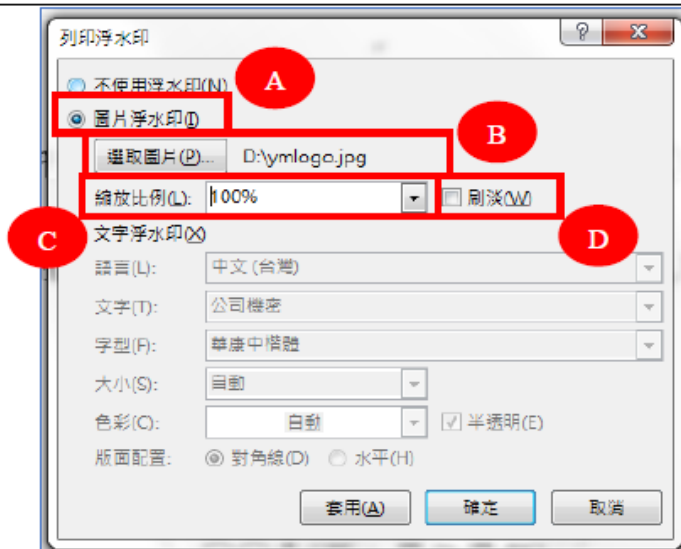 列印浮水印
不使用浮水印(N)
A
圖片浮水印(I)
B
選取圖片(P)... D:\ymlogo.jpg
縮放比例(L): 100% 刷淡(W)
C
文字浮水印(X)
D
語言(L): 中文 (台灣)
文字(T): 公司機密
字型(F): 華康中楷體
大小(S): 自動
色彩(C): 自動 半透明(E)
版面配置: 對角線(D) 水平(H)
套用(A) 確定 取消